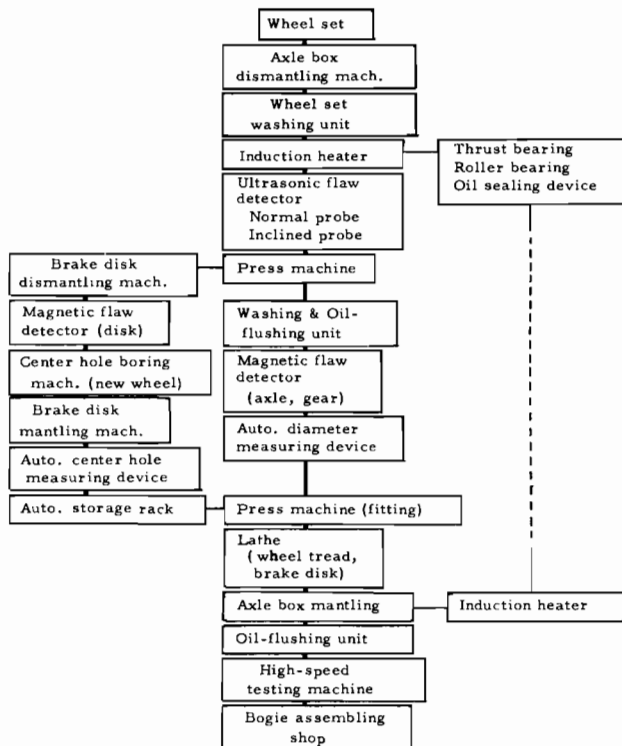 Wheel set
Axle box
dismantling mach.
Wheel set
washing unit
Induction heater
Thrust bearing
Roller bearing
Oil sealing device
Ultrasonic flaw
detector
Normal probe
Inclined probe
Brake disk
dismantling mach.
Press machine
Magnetic flaw
detector (disk)
Washing & Oil-
flushing unit
Center hole boring
mach. (new wheel)
Magnetic flaw
detector
(axle, gear)
Brake disk
mantling mach.
Auto. diameter
measuring device
Auto. center hole
measuring device
Auto. storage rack
Press machine (fitting)
Lathe
(wheel tread,
brake disk)
Axle box mantling
Induction heater
Oil-flushing unit
High-speed
testing machine
Bogie assembling
shop